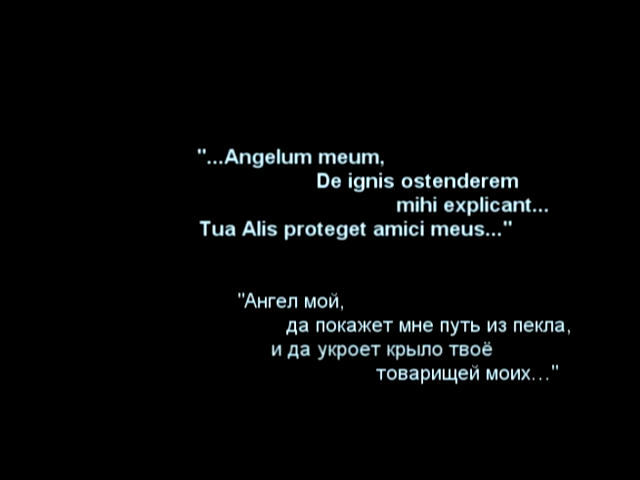 "...Angelum meum,
De ignis ostenderem
mihi explicant...
Tua Alis proteget amici meus..."
"Ангел мой,
да покажет мне путь из пекла,
и да укроет крыло твоё
товарищей моих..."